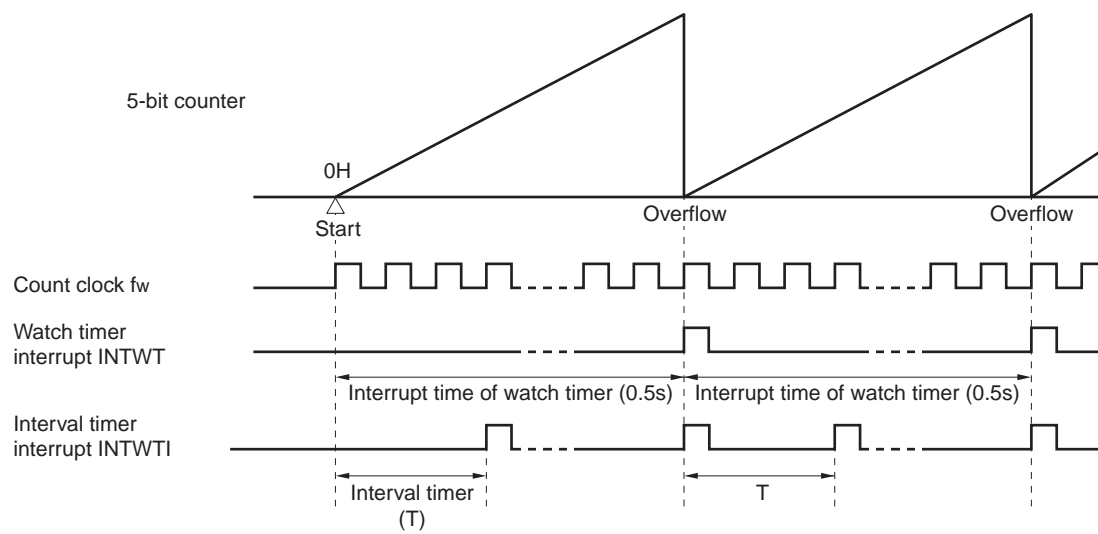 5-bit counter
0H
Start
Overflow
Overflow
Count clock fw
Watch timer
interrupt INTWT
Interrupt time of watch timer (0.5s)
Interrupt time of watch timer (0.5s)
Interval timer
interrupt INTWTI
Interval timer
(T)
T